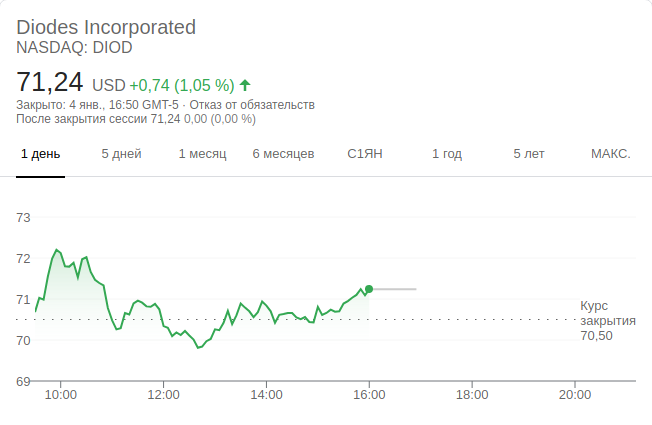 Diodes Incorporated
NASDAQ: DIOD
71,24 USD +0,74 (1,05 %)
Закрыто: 4 янв., 16:50 GMT-5 · Отказ от обязательств
После закрытия сессии 71,24 0,00 (0,00 %)
1 день 5 дней 1 месяц 6 месяцев С1ЯН 1 год 5 лет МАКС.
73
72
71
70
69
Курс
закрытия
70,50
10:00 12:00 14:00 16:00 18:00 20:00